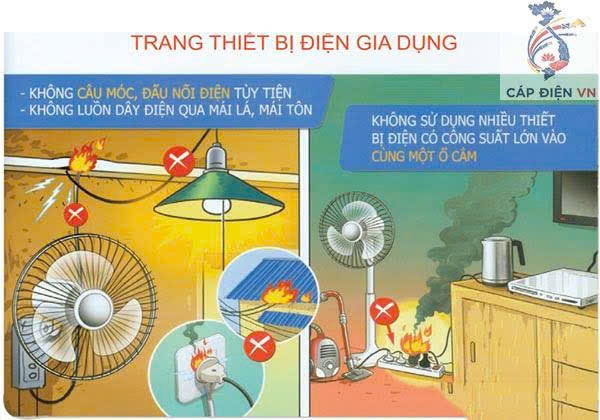 TRANG THIẾT BỊ ĐIỆN GIA DỤNG
CÁP ĐIỆN VN
- KHÔNG CÂU MÓC, ĐẤU NỐI ĐIỆN TÙY TIỆN
- KHÔNG LUỒN DÂY ĐIỆN QUA MÁI LÁ, MÁI TÔN
KHÔNG SỬ DỤNG NHIỀU THIẾT
BỊ ĐIỆN CÓ CÔNG SUẤT LỚN VÀO
CÙNG MỘT Ổ CẮM